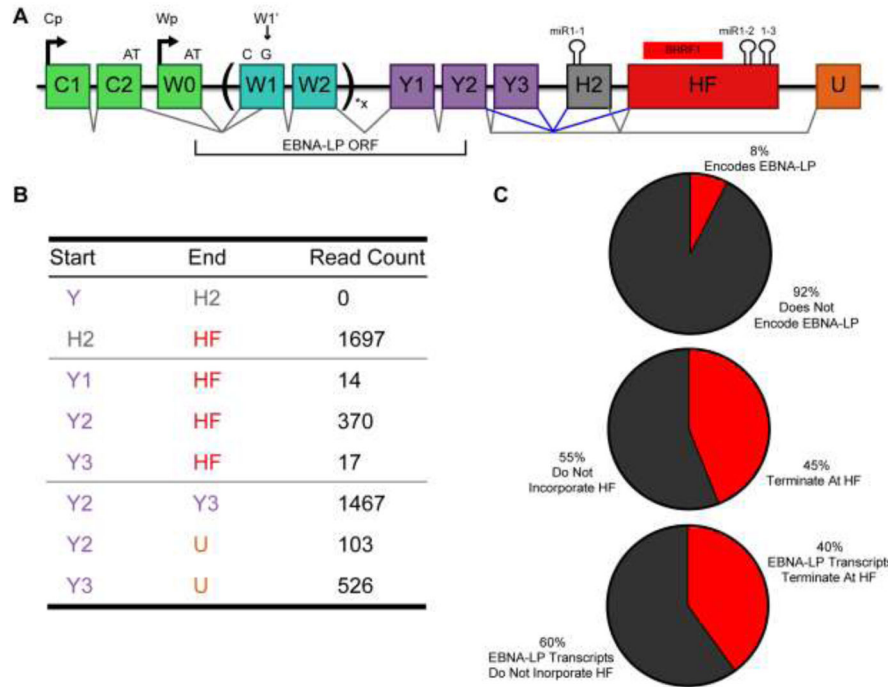 A
Cp
Wp
W1'
AT
AT
C G
miR1-1
BHRF1
miR1-2 1-3
C1 C2 W0 ( W1 W2 ) *x Y1 Y2 Y3 H2 HF U
EBNA-LP ORF
B
Start End Read Count
Y H2 0
H2 HF 1697
Y1 HF 14
Y2 HF 370
Y3 HF 17
Y2 Y3 1467
Y2 U 103
Y3 U 526
C
8%
Encodes EBNA-LP
92%
Does Not
Encode EBNA-LP
55%
Do Not
Incorporate HF
45%
Terminate At HF
40%
EBNA-LP Transcripts
Terminate At HF
60%
EBNA-LP Transcripts
Do Not Incorporate HF